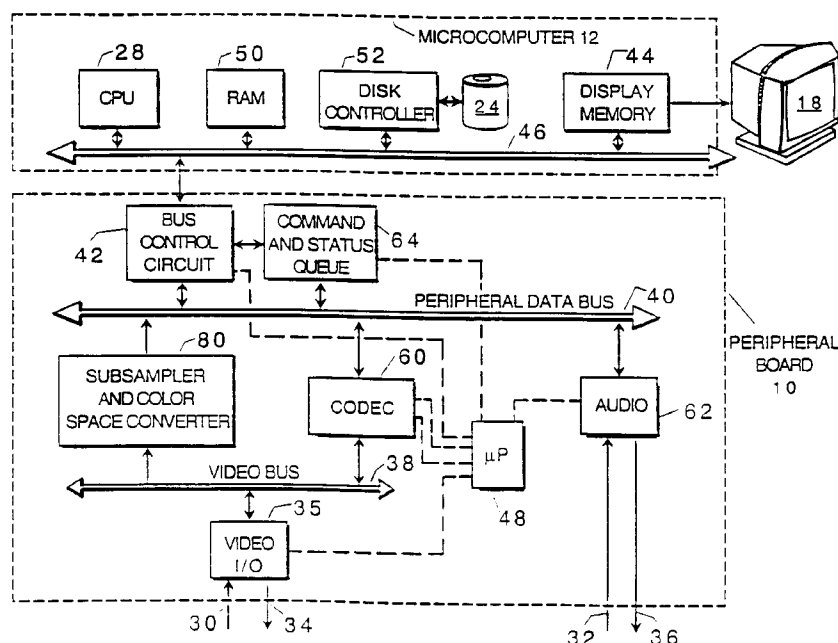 MICROCOMPUTER 12
28
50
52
44
CPU
RAM
DISK
CONTROLLER
24
DISPLAY
MEMORY
18
46
42
BUS
CONTROL
CIRCUIT
COMMAND
AND STATUS
QUEUE
64
PERIPHERAL DATA BUS
40
PERIPHERAL
BOARD
10
80
SUBSAMPLER
AND COLOR
SPACE CONVERTER
60
CODEC
AUDIO
62
μP
48
VIDEO BUS
38
35
VIDEO
I/O
30
34
32
36